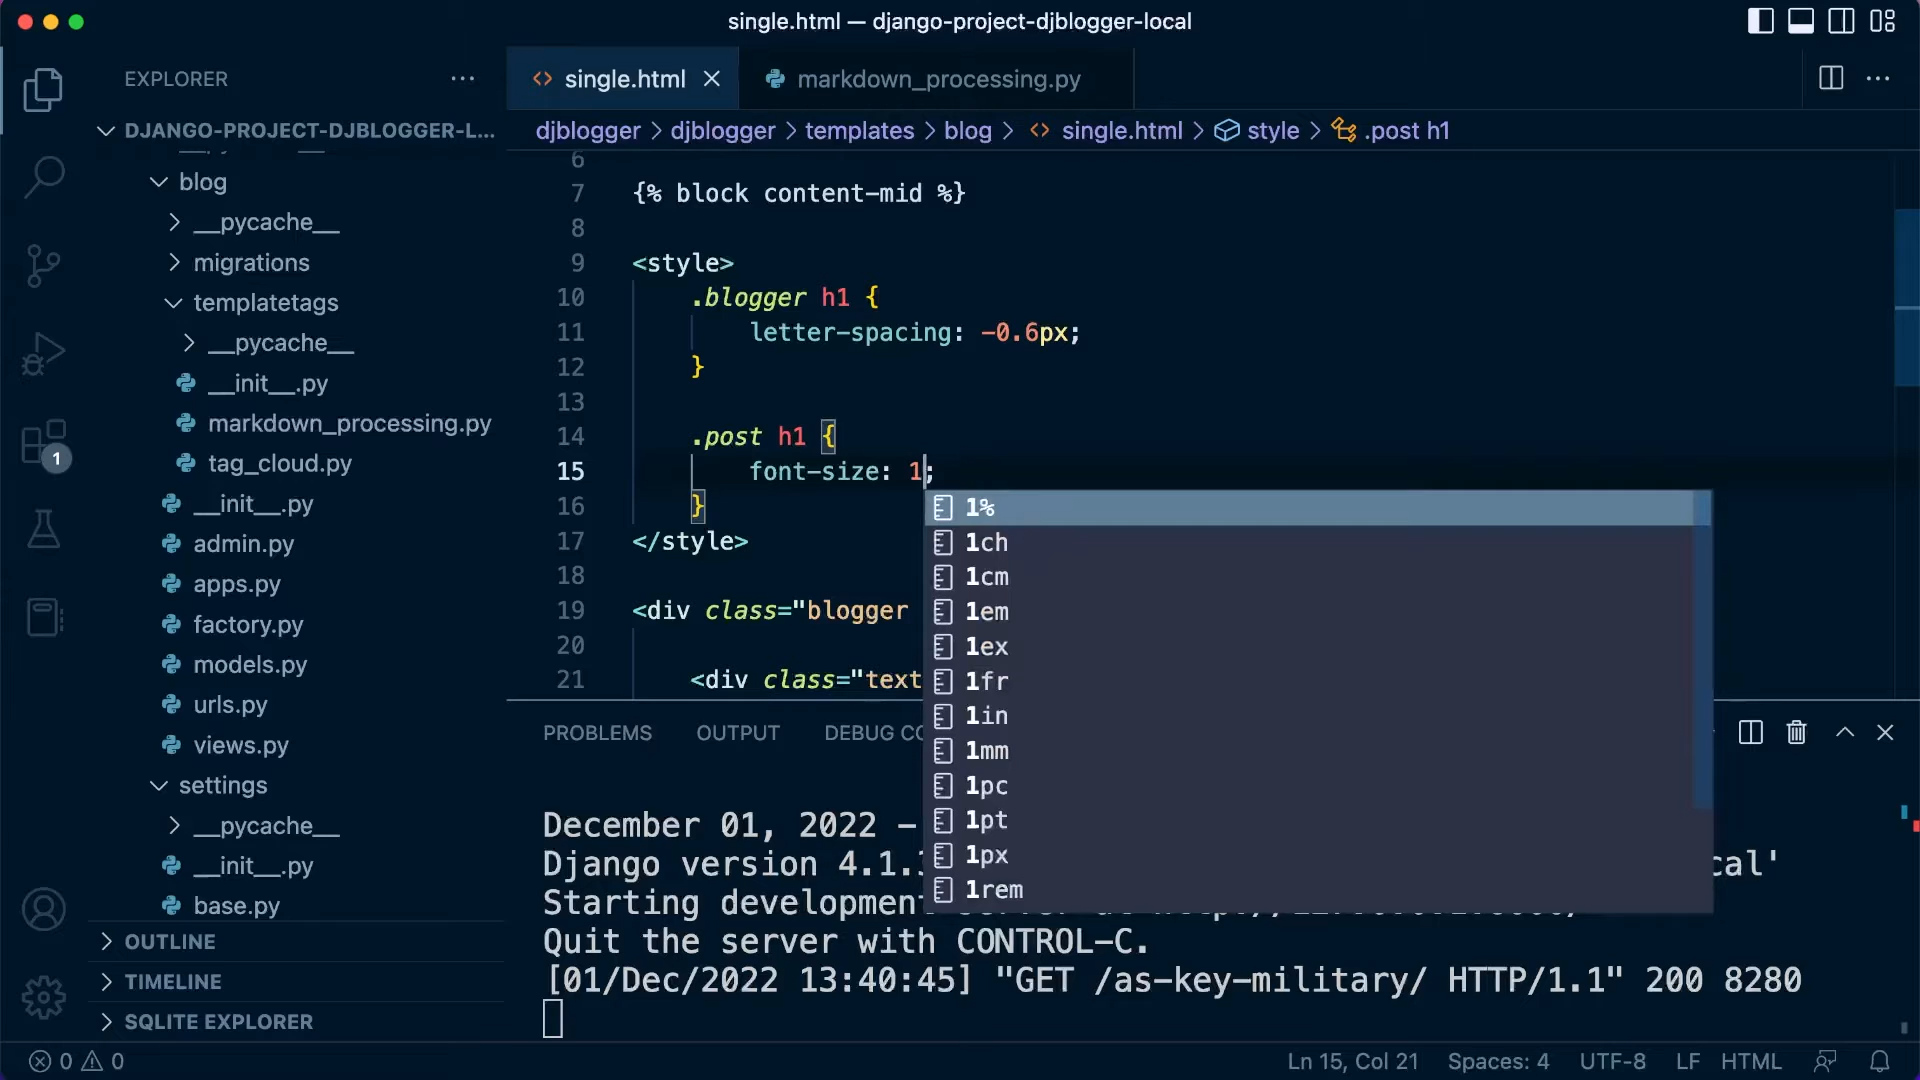 single.html — django-project-djblogger-local
EXPLORER
DJANGO-PROJECT-DJBLOGGER-L...
blog
__pycache__
migrations
templatetags
__pycache__
__init__.py
markdown_processing.py
tag_cloud.py
__init__.py
admin.py
apps.py
factory.py
models.py
urls.py
views.py
settings
__pycache__
__init__.py
base.py
OUTLINE
TIMELINE
SQLITE EXPLORER
1
single.html
markdown_processing.py
djblogger > djblogger > templates > blog > single.html > style > .post h1
6
7 {% block content-mid %}
8
9 <style>
10 .blogger h1 {
11 letter-spacing: -0.6px;
12 }
13
14 .post h1 {
15 font-size: 1;
16 }
17 </style>
18
19 <div class="blogger
20
21 <div class="text
1%
1ch
1cm
1em
1ex
1fr
1in
1mm
1pc
1pt
1px
1rem
PROBLEMS OUTPUT DEBUG CO
December 01, 2022 -
Django version 4.1. cal'
Starting development
Quit the server with CONTROL-C.
[01/Dec/2022 13:40:45] "GET /as-key-military/ HTTP/1.1" 200 8280
0 0 Ln 15, Col 21 Spaces: 4 UTF-8 LF HTML